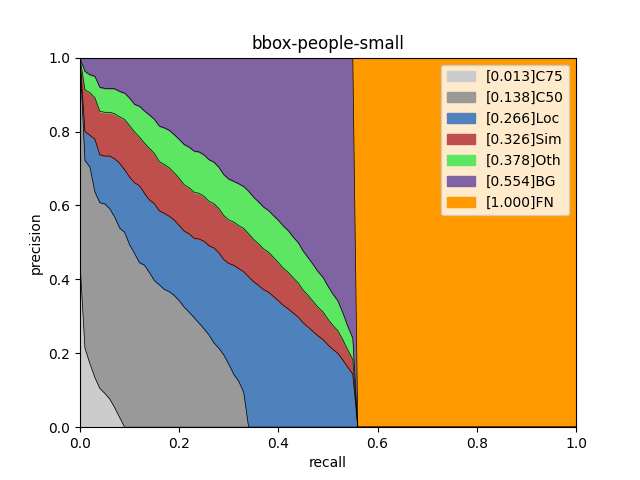 bbox-people-small
1.0
0.8
0.6
0.4
0.2
0.0
precision
[0.013]C75
[0.138]C50
[0.266]Loc
[0.326]Sim
[0.378]Oth
[0.554]BG
[1.000]FN
0.0 0.2 0.4 0.6 0.8 1.0
recall